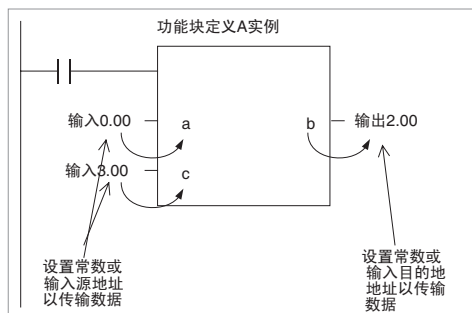 功能块定义A实例
输入0.00
a
b
输出2.00
输入3.00
c
设置常数或
输入源地址
以传输数据
设置常数或
输入目的地
地址以传输
数据